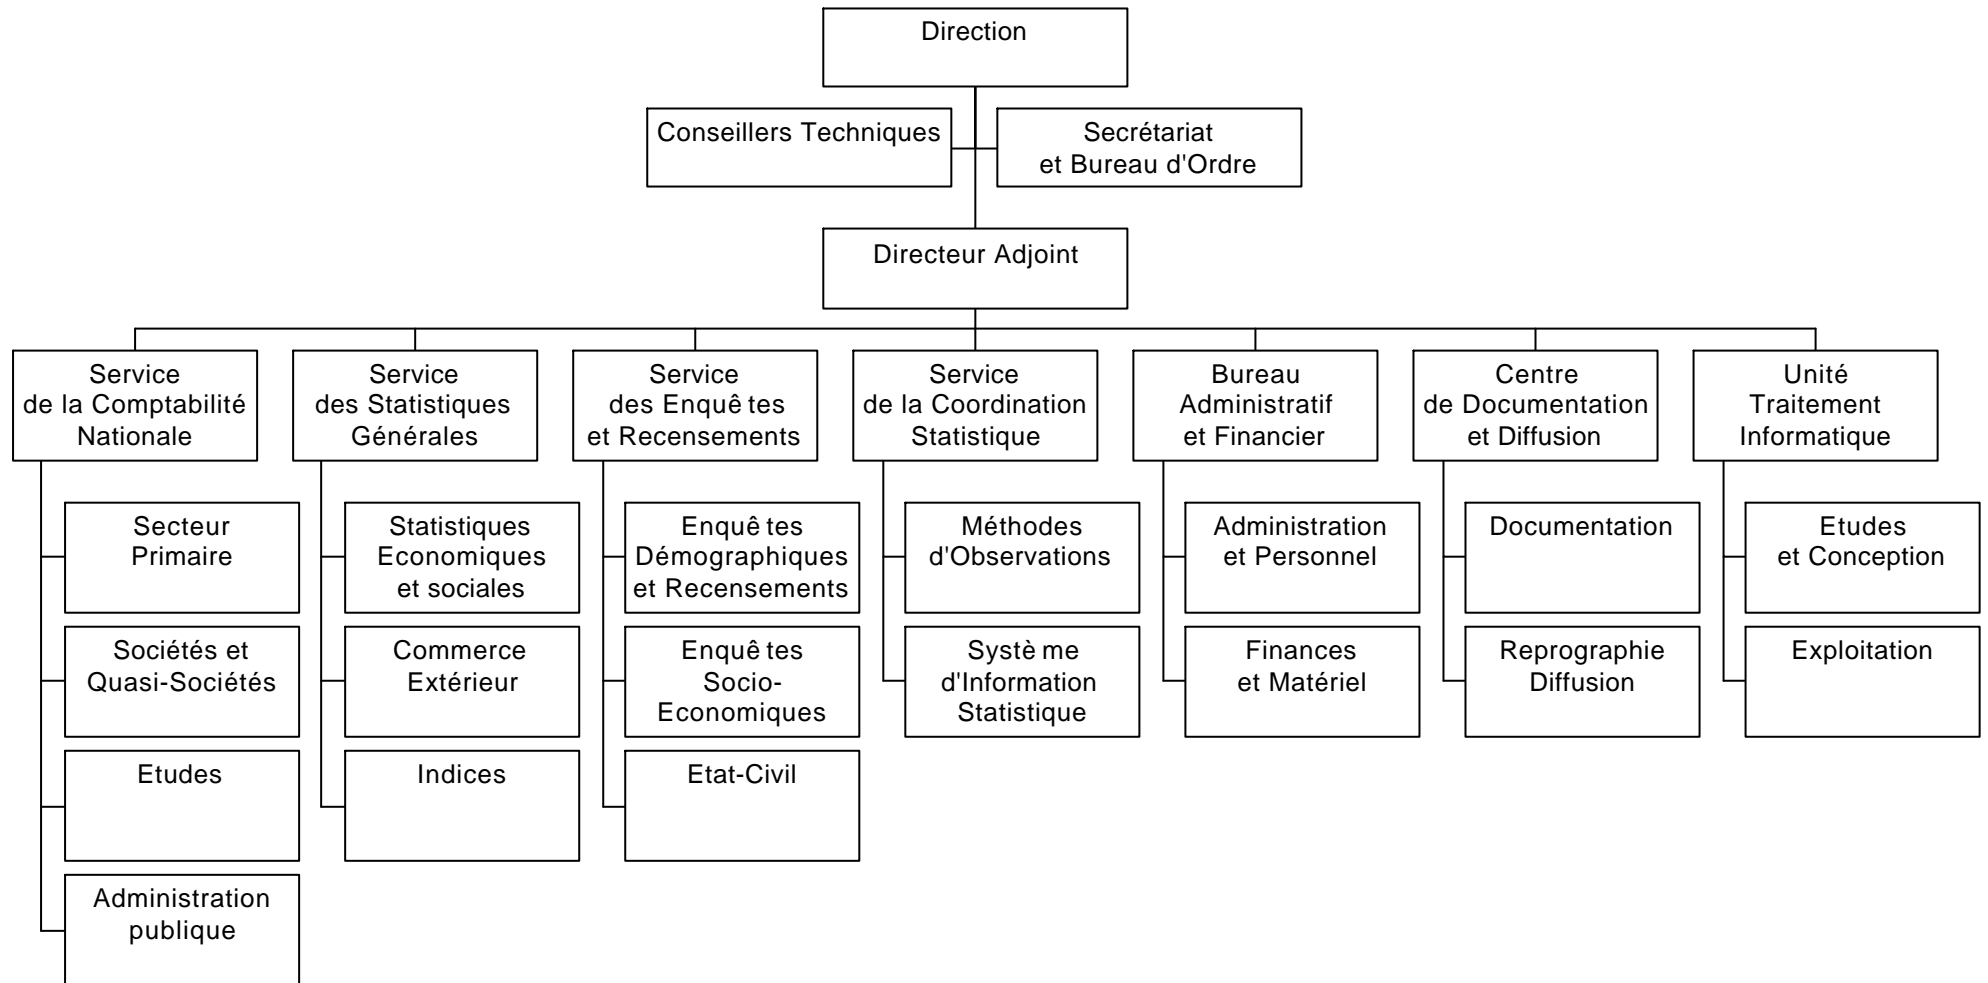 Direction
Conseillers Techniques
Secrétariat
et Bureau d'Ordre
Directeur Adjoint
Service
de la Comptabilité
Nationale
Service
des Statistiques
Générales
Service
des Enquê tes
et Recensements
Service
de la Coordination
Statistique
Bureau
Administratif
et Financier
Centre
de Documentation
et Diffusion
Unité
Traitement
Informatique
Secteur
Primaire
Statistiques
Economiques
et sociales
Enquê tes
Démographiques
et Recensements
Méthodes
d'Observations
Administration
et Personnel
Documentation
Etudes
et Conception
Sociétés et
Quasi-Sociétés
Commerce
Extérieur
Enquê tes
Socio-
Economiques
Systè me
d'Information
Statistique
Finances
et Matériel
Reprographie
Diffusion
Exploitation
Etudes
Indices
Etat-Civil
Administration
publique